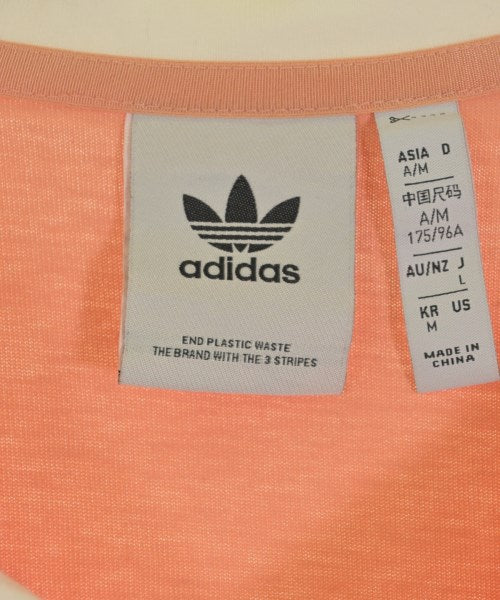 adidas
END PLASTIC WASTE
THE BRAND WITH THE 3 STRIPES
ASIA D
A/M
中国尺码
A/M
175/96A
AU/NZ J
L
KR US
M
MADE IN
CHINA